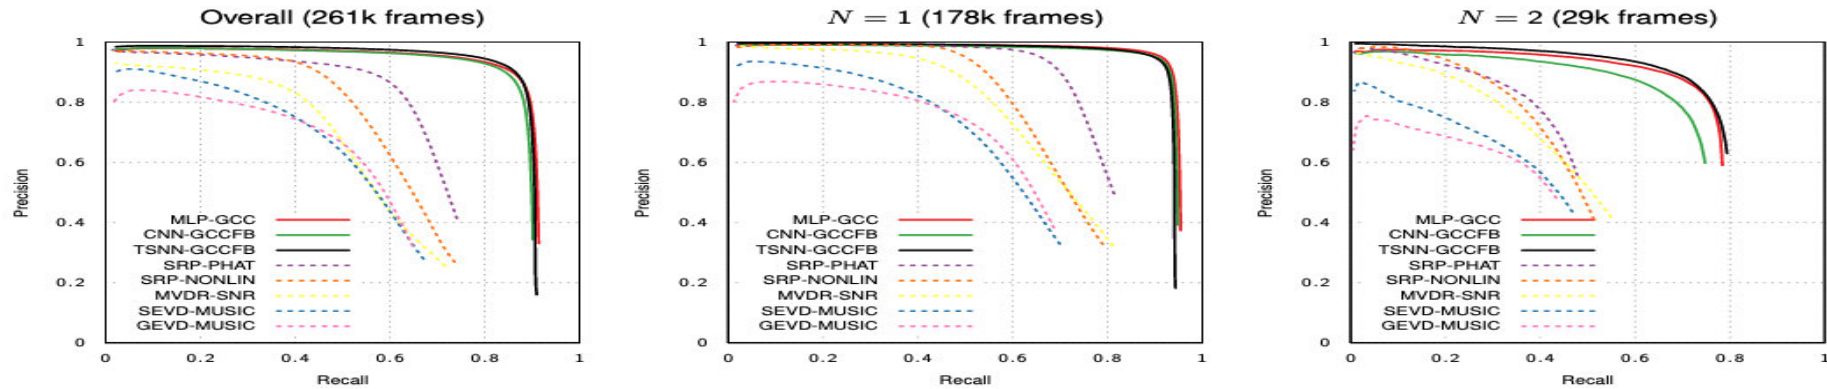 Overall (261k frames)
1
0.8
0.6
0.4
0.2
0
Precision
MLP-GCC
CNN-GCCFB
TSNN-GCCFB
SRP-PHAT
SRP-NONLIN
MVDR-SNR
SEVD-MUSIC
GEVD-MUSIC
0 0.2 0.4 0.6 0.8 1
Recall
N = 1 (178k frames)
1
0.8
0.6
0.4
0.2
0
Precision
MLP-GCC
CNN-GCCFB
TSNN-GCCFB
SRP-PHAT
SRP-NONLIN
MVDR-SNR
SEVD-MUSIC
GEVD-MUSIC
0 0.2 0.4 0.6 0.8 1
Recall
N = 2 (29k frames)
1
0.8
0.6
0.4
0.2
0
Precision
MLP-GCC
CNN-GCCFB
TSNN-GCCFB
SRP-PHAT
SRP-NONLIN
MVDR-SNR
SEVD-MUSIC
GEVD-MUSIC
0 0.2 0.4 0.6 0.8 1
Recall